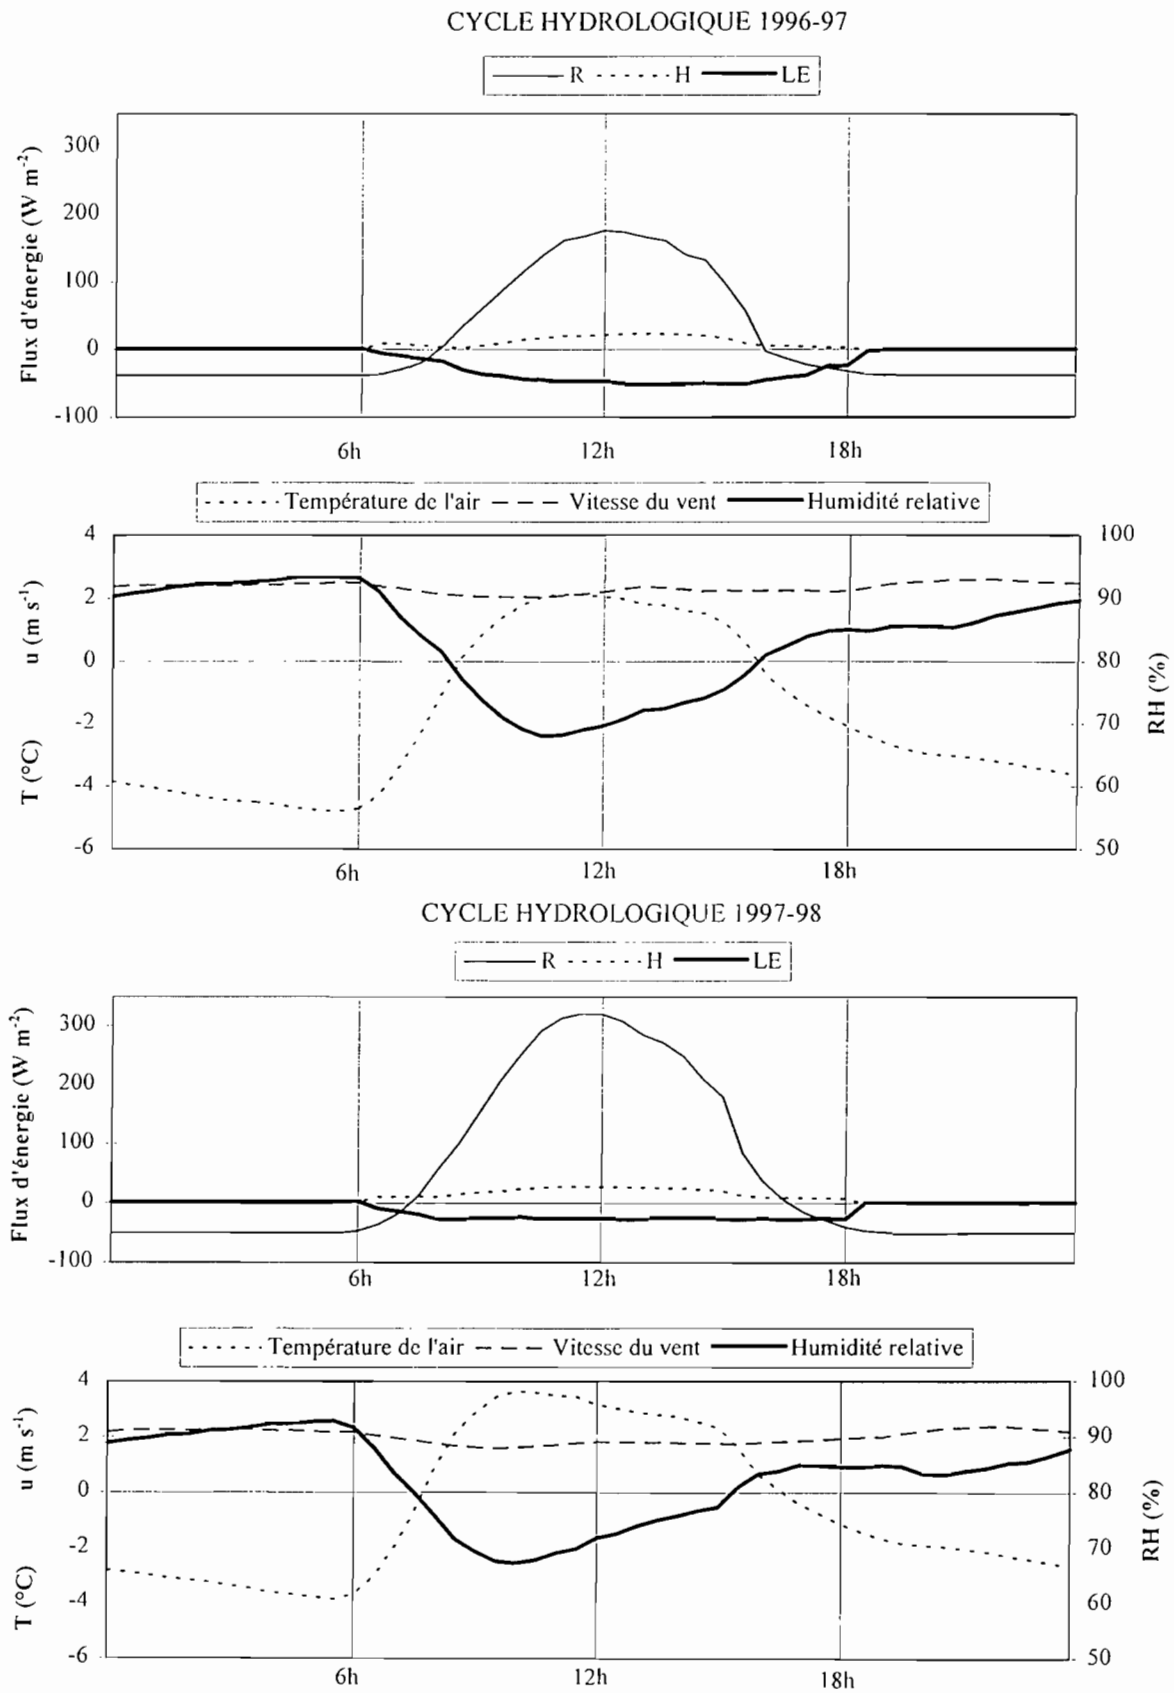 CYCLE HYDROLOGIQUE 1996-97
R H LE
Flux d'énergie (W m-2)
300
200
100
0
-100
6h 12h 18h
Température de l'air Vitesse du vent Humidité relative
T (°C) u (m s-1)
4
2
0
-2
-4
-6
100
90
80
70
60
50
RH (%)
6h 12h 18h
CYCLE HYDROLOGIQUE 1997-98
R H LE
Flux d'énergie (W m-2)
300
200
100
0
-100
6h 12h 18h
Température de l'air Vitesse du vent Humidité relative
T (°C) u (m s-1)
4
2
0
-2
-4
-6
100
90
80
70
60
50
RH (%)
6h 12h 18h